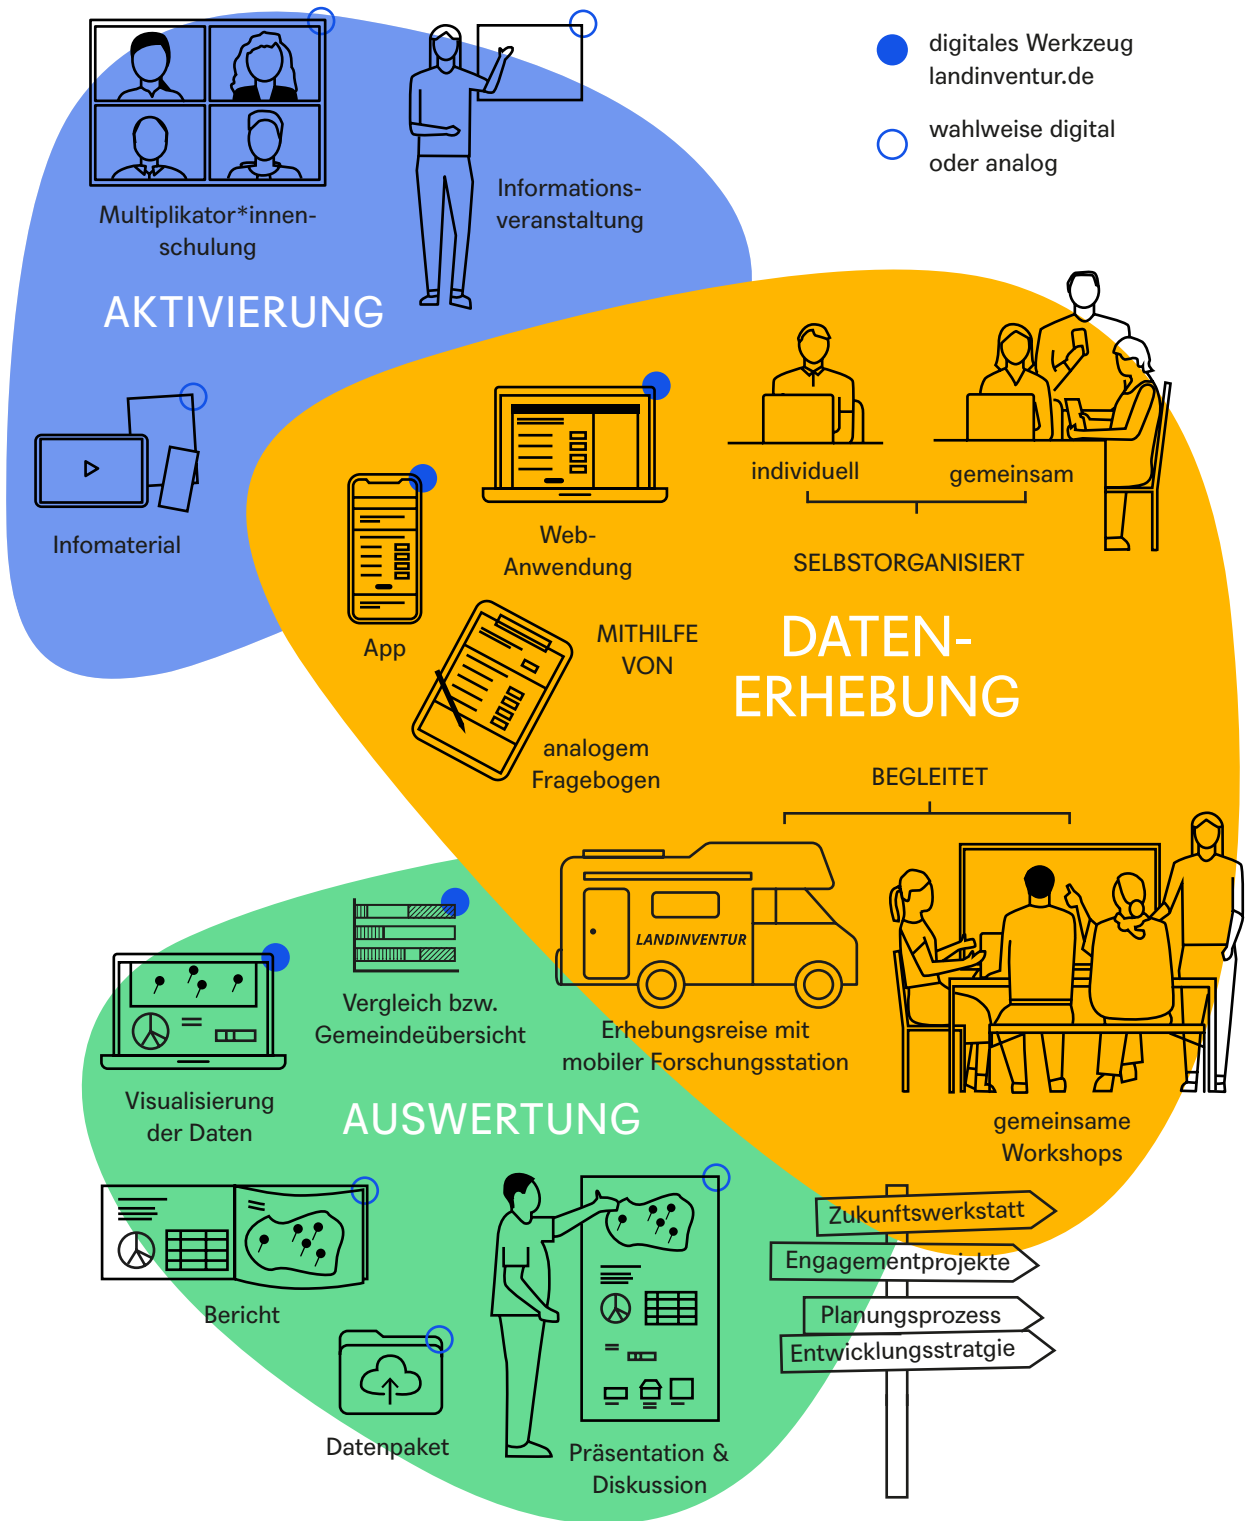 digitales Werkzeug
landinventur.de
wahlweise digital
oder analog
Multiplikator*innen-
schulung
Informations-
veranstaltung
AKTIVIERUNG
Infomaterial
individuell
gemeinsam
SELBSTORGANISIERT
Web-
Anwendung
App
MITHILFE
VON
analogem
Fragebogen
DATEN-
ERHEBUNG
BEGLEITET
LANDINVENTUR
Erhebungsreise mit
mobiler Forschungsstation
gemeinsame
Workshops
Vergleich bzw.
Gemeindeübersicht
Visualisierung
der Daten
AUSWERTUNG
Bericht
Datenpaket
Präsentation &
Diskussion
Zukunftswerkstatt
Engagementprojekte
Planungsprozess
Entwicklungsstratgie